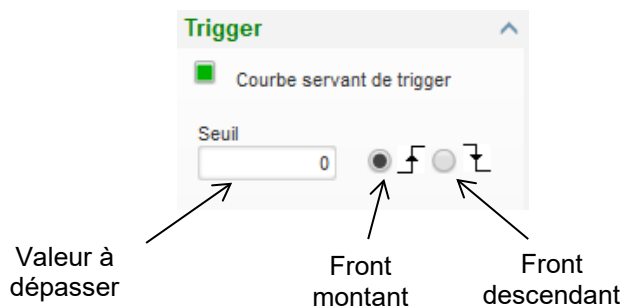 Trigger
Courbe servant de trigger
Seuil
0
Valeur à
dépasser
Front
montant
Front
descendant